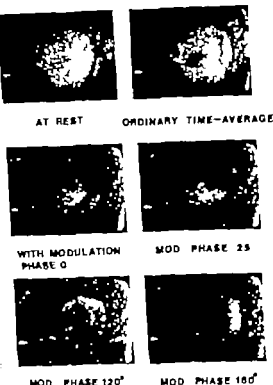 AT REST
ORDINARY TIME-AVERAGE
WITH MODULATION
PHASE 0
MOD PHASE 25
MOD. PHASE 120°
MOD PHASE 180°